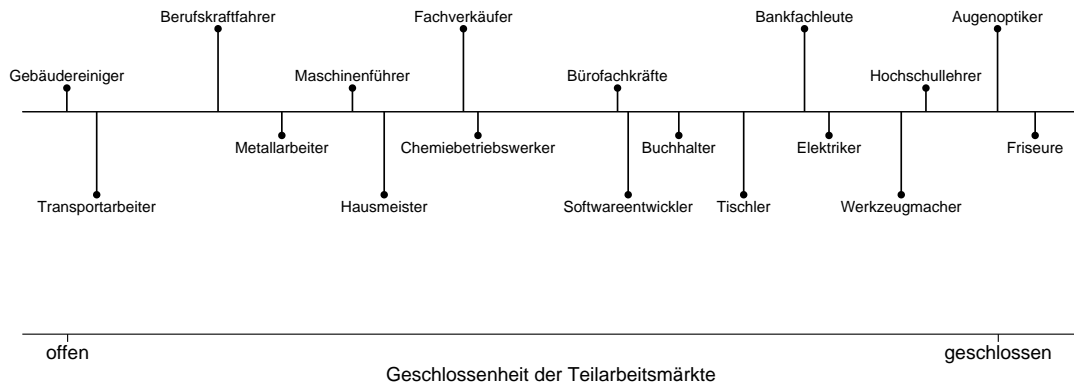 Berufskraftfahrer Fachverkäufer Bankfachleute Augenoptiker
Gebäudereiniger Maschinenführer Bürofachkräfte Hochschullehrer
Metallarbeiter Chemiebetriebswerker Buchhalter Elektriker Friseure
Transportarbeiter Hausmeister Softwareentwickler Tischler Werkzeugmacher
offen geschlossen
Geschlossenheit der Teilarbeitsmärkte